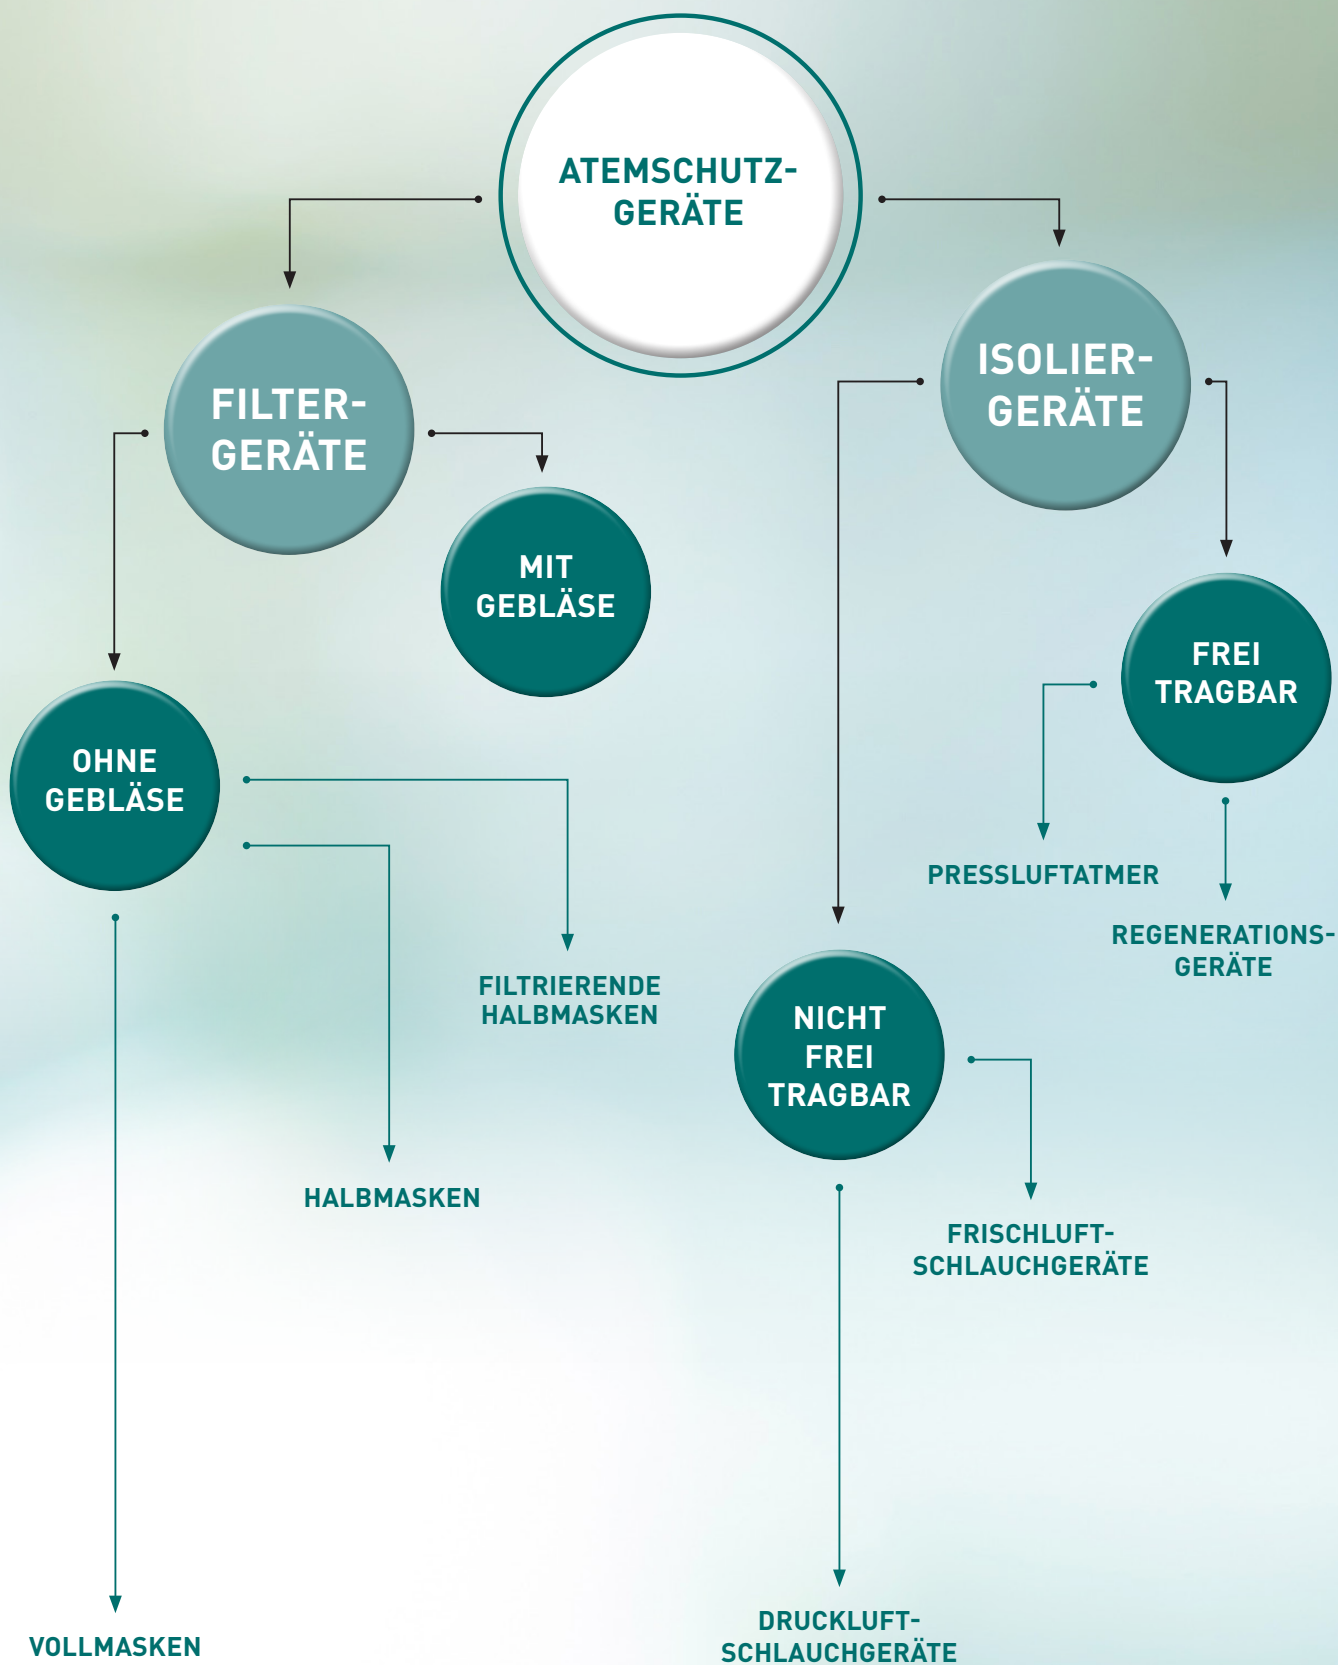 ATEMSCHUTZ-
GERÄTE
FILTER-
GERÄTE
ISOLIER-
GERÄTE
MIT
GEBLÄSE
OHNE
GEBLÄSE
FREI
TRAGBAR
PRESSLUFTATMER
REGENERATIONS-
GERÄTE
FILTRIERENDE
HALBMASKEN
NICHT
FREI
TRAGBAR
HALBMASKEN
FRISCHLUFT-
SCHLAUCHGERÄTE
VOLLMASKEN
DRUCKLUFT-
SCHLAUCHGERÄTE